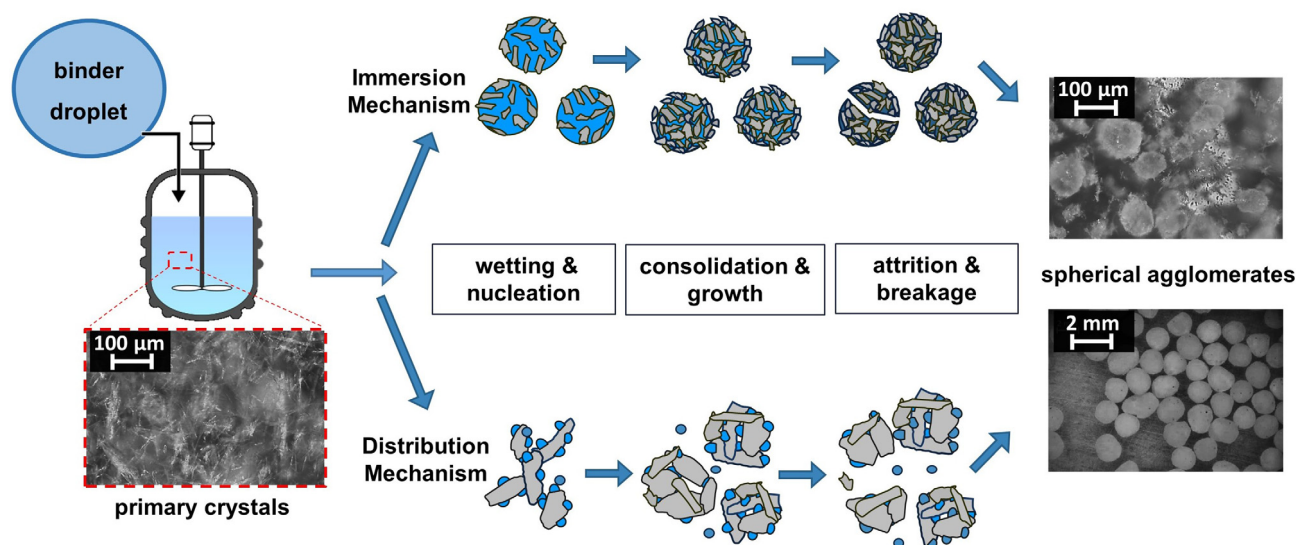 binder
droplet
Immersion
Mechanism
100 µm
wetting &
nucleation
consolidation &
growth
attrition &
breakage
spherical agglomerates
100 µm
2 mm
Distribution
Mechanism
primary crystals